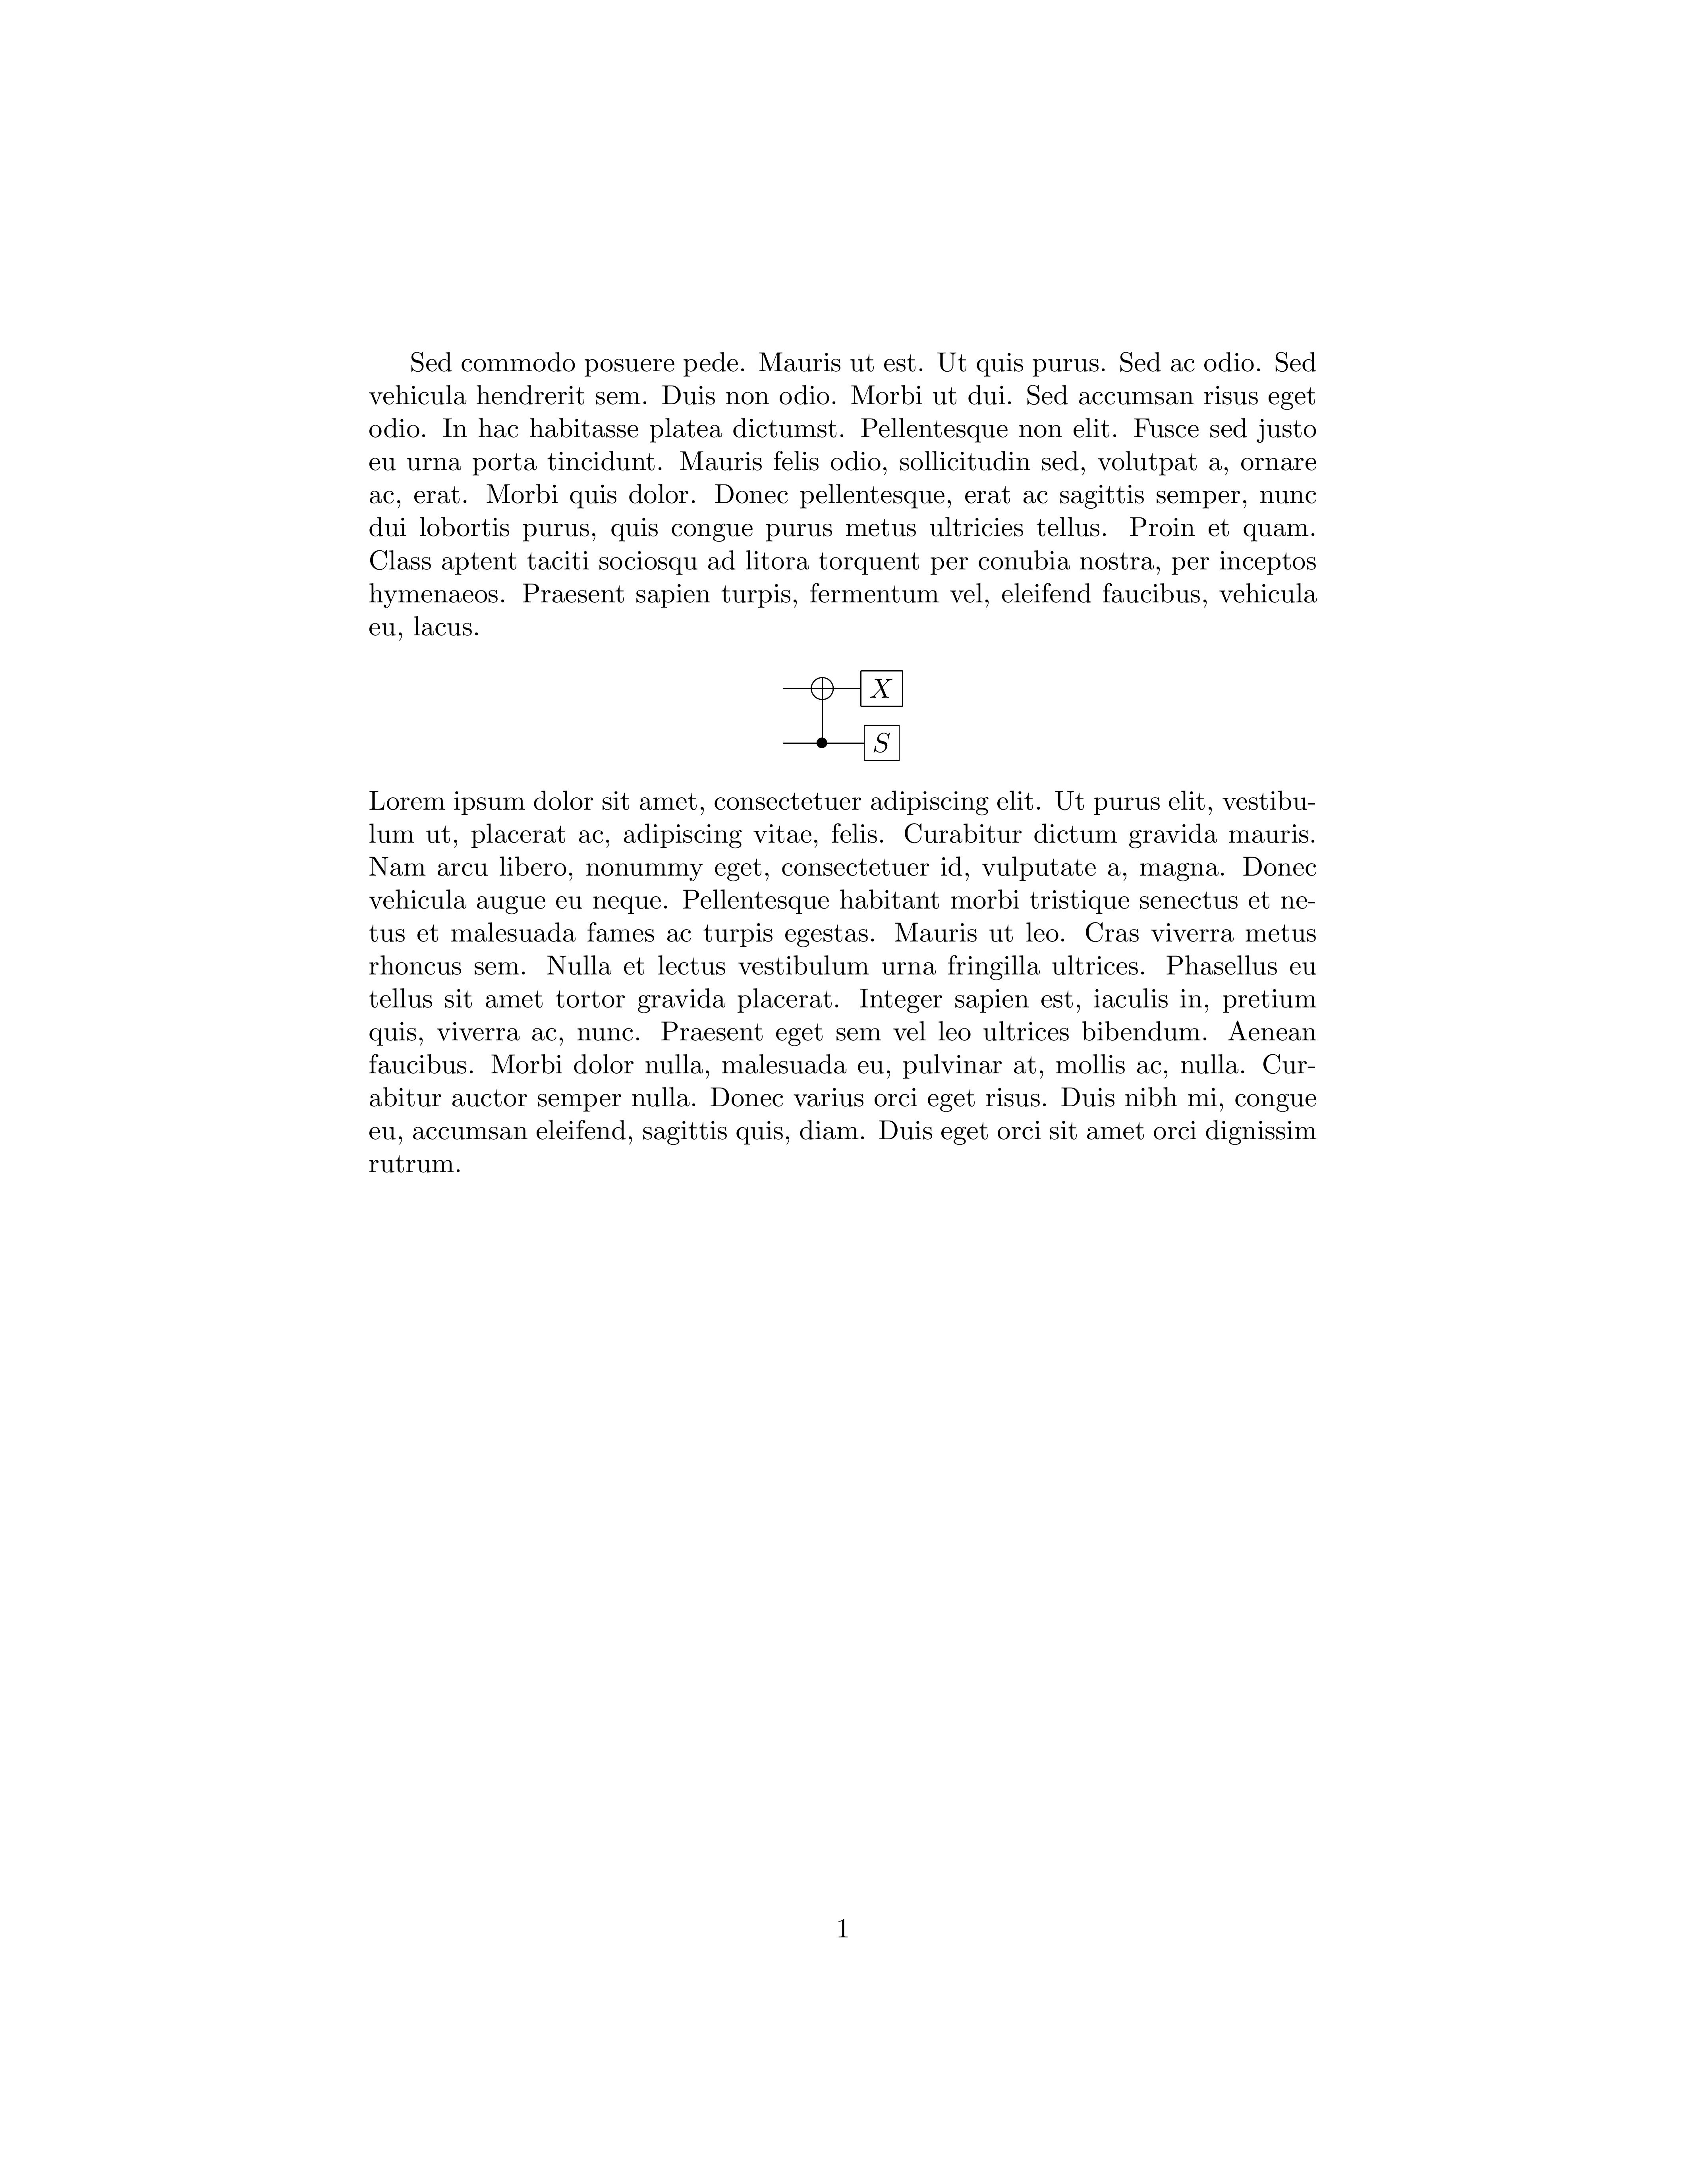 Sed commodo posuere pede. Mauris ut est. Ut quis purus. Sed ac odio. Sed
vehicula hendrerit sem. Duis non odio. Morbi ut dui. Sed accumsan risus eget
odio. In hac habitasse platea dictumst. Pellentesque non elit. Fusce sed justo
eu urna porta tincidunt. Mauris felis odio, sollicitudin sed, volutpat a, ornare
ac, erat. Morbi quis dolor. Donec pellentesque, erat ac sagittis semper, nunc
dui lobortis purus, quis congue purus metus ultricies tellus. Proin et quam.
Class aptent taciti sociosqu ad litora torquent per conubia nostra, per inceptos
hymenaeos. Praesent sapien turpis, fermentum vel, eleifend faucibus, vehicula
eu, lacus.
X
S
Lorem ipsum dolor sit amet, consectetuer adipiscing elit. Ut purus elit, vestibu-
lum ut, placerat ac, adipiscing vitae, felis. Curabitur dictum gravida mauris.
Nam arcu libero, nonummy eget, consectetuer id, vulputate a, magna. Donec
vehicula augue eu neque. Pellentesque habitant morbi tristique senectus et ne-
tus et malesuada fames ac turpis egestas. Mauris ut leo. Cras viverra metus
rhoncus sem. Nulla et lectus vestibulum urna fringilla ultrices. Phasellus eu
tellus sit amet tortor gravida placerat. Integer sapien est, iaculis in, pretium
quis, viverra ac, nunc. Praesent eget sem vel leo ultrices bibendum. Aenean
faucibus. Morbi dolor nulla, malesuada eu, pulvinar at, mollis ac, nulla. Cur-
abitur auctor semper nulla. Donec varius orci eget risus. Duis nibh mi, congue
eu, accumsan eleifend, sagittis quis, diam. Duis eget orci sit amet orci dignissim
rutrum.
1